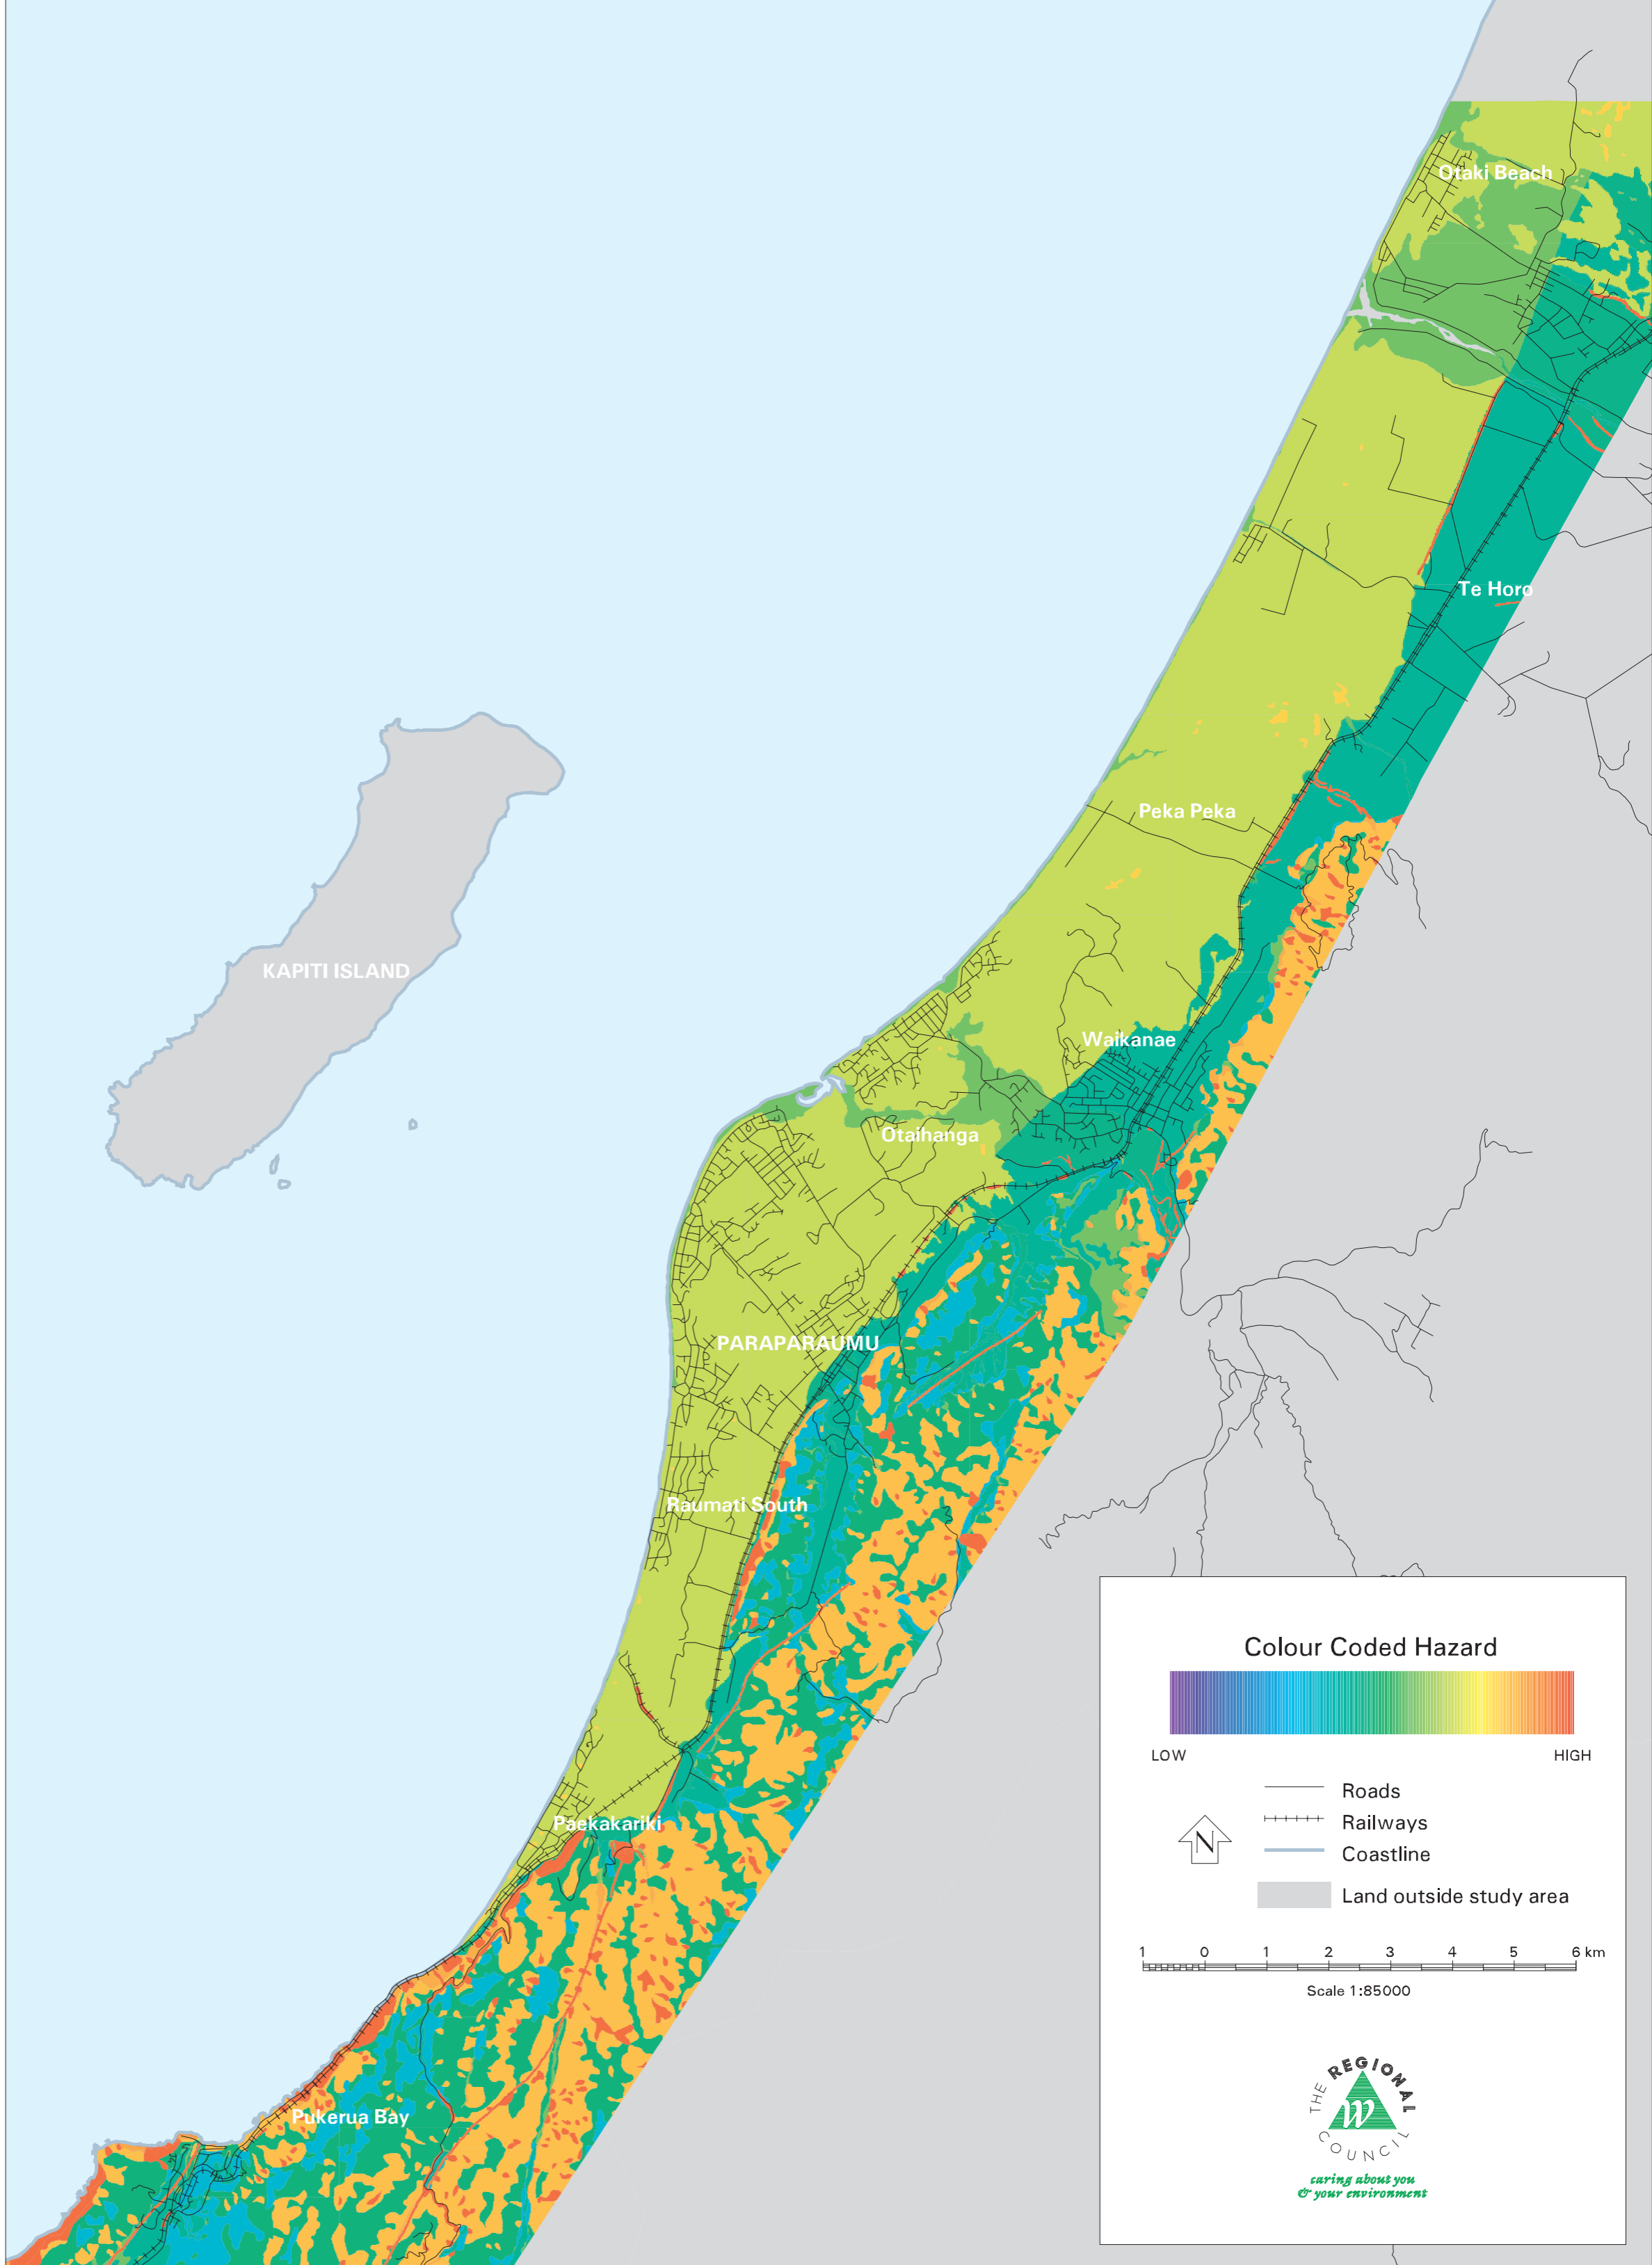 Otaki Beach
Te Horo
Peka Peka
KAPITI ISLAND
Waikanae
Otaihanga
PARAPARAUMU
Raumati South
Paekakariki
Pukerua Bay
Colour Coded Hazard
LOW HIGH
Roads
Railways
Coastline
Land outside study area
N
1 0 1 2 3 4 5 6 km
Scale 1:85000
THE REGIONAL COUNCIL
W
caring about you
& your environment